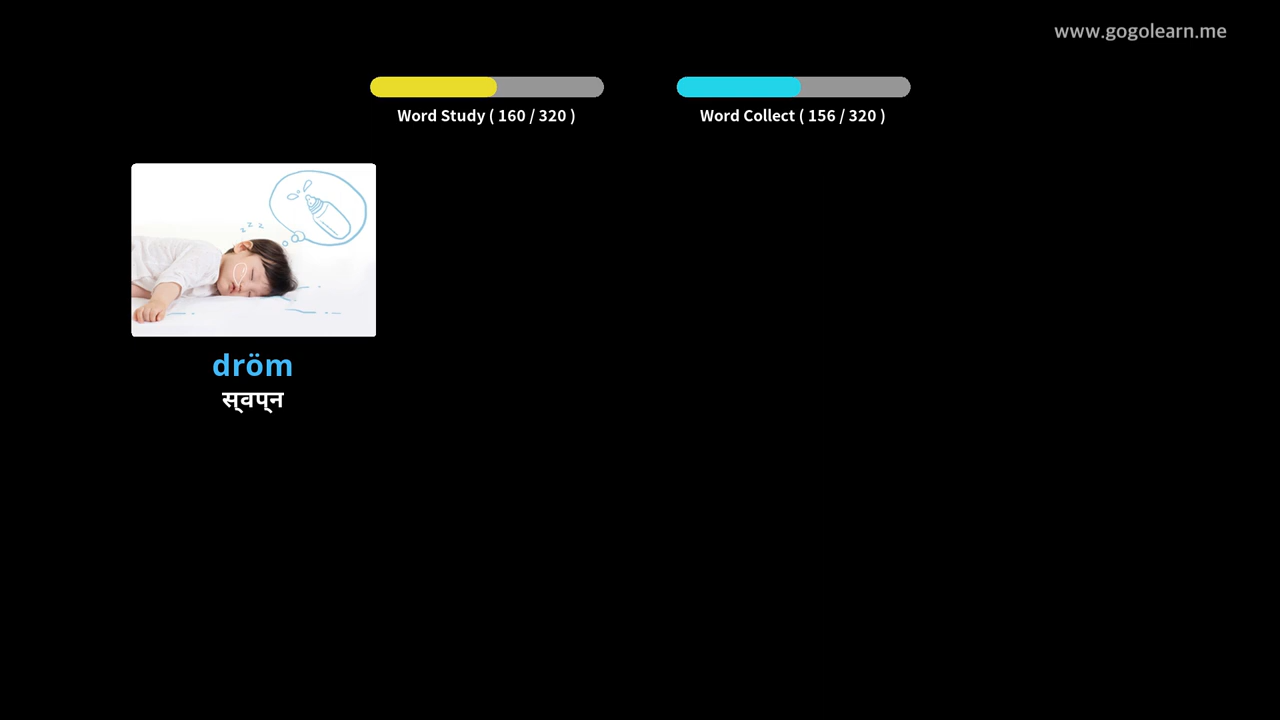 www.gogolearn.me
Word Study ( 160 / 320 )
Word Collect ( 156 / 320 )
z z z
dröm
स्वप्न